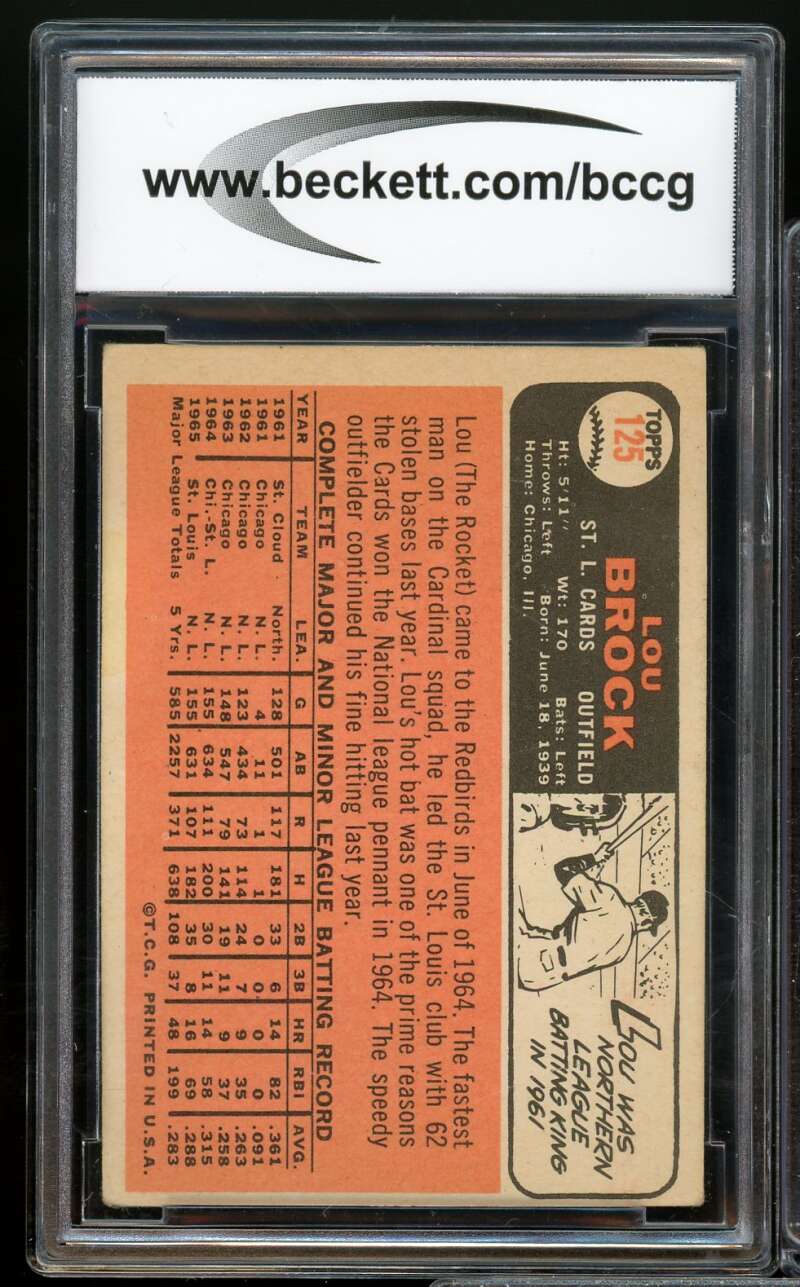 www.beckett.com/bccg
TOPPS
125
LOU
BROCK
ST. L. CARDS OUTFIELD
Ht: 5'11" Wt: 170 Bats: Left
Throws: Left Born: June 18, 1939
Home: Chicago, Ill.
LOU WAS
NORTHERN
LEAGUE
BATTING KING
IN 1961
Lou (The Rocket) came to the Redbirds in June of 1964. The fastest
man on the Cardinal squad, he led the St. Louis club with 62
stolen bases last year. Lou's hot bat was one of the prime reasons
the Cards won the National league pennant in 1964. The speedy
outfielder continued his fine hitting last year.
COMPLETE MAJOR AND MINOR LEAGUE BATTING RECORD
YEAR TEAM LEA. G AB R H 2B 3B HR RBI AVG.
1961 St. Cloud North. 128 501 117 181 33 6 14 82 .361
1961 Chicago N. L. 4 11 1 1 0 0 0 0 .091
1962 Chicago N. L. 123 434 73 114 24 7 9 35 .263
1963 Chicago N. L. 148 547 79 141 19 11 9 37 .258
1964 Chi.-St. L. N. L. 155 634 111 200 30 11 14 58 .315
1965 St. Louis N. L. 155 631 107 182 35 8 16 69 .288
Major League Totals 5 Yrs. 585 2257 371 638 108 37 48 199 .283
©T.C.G. PRINTED IN U.S.A.